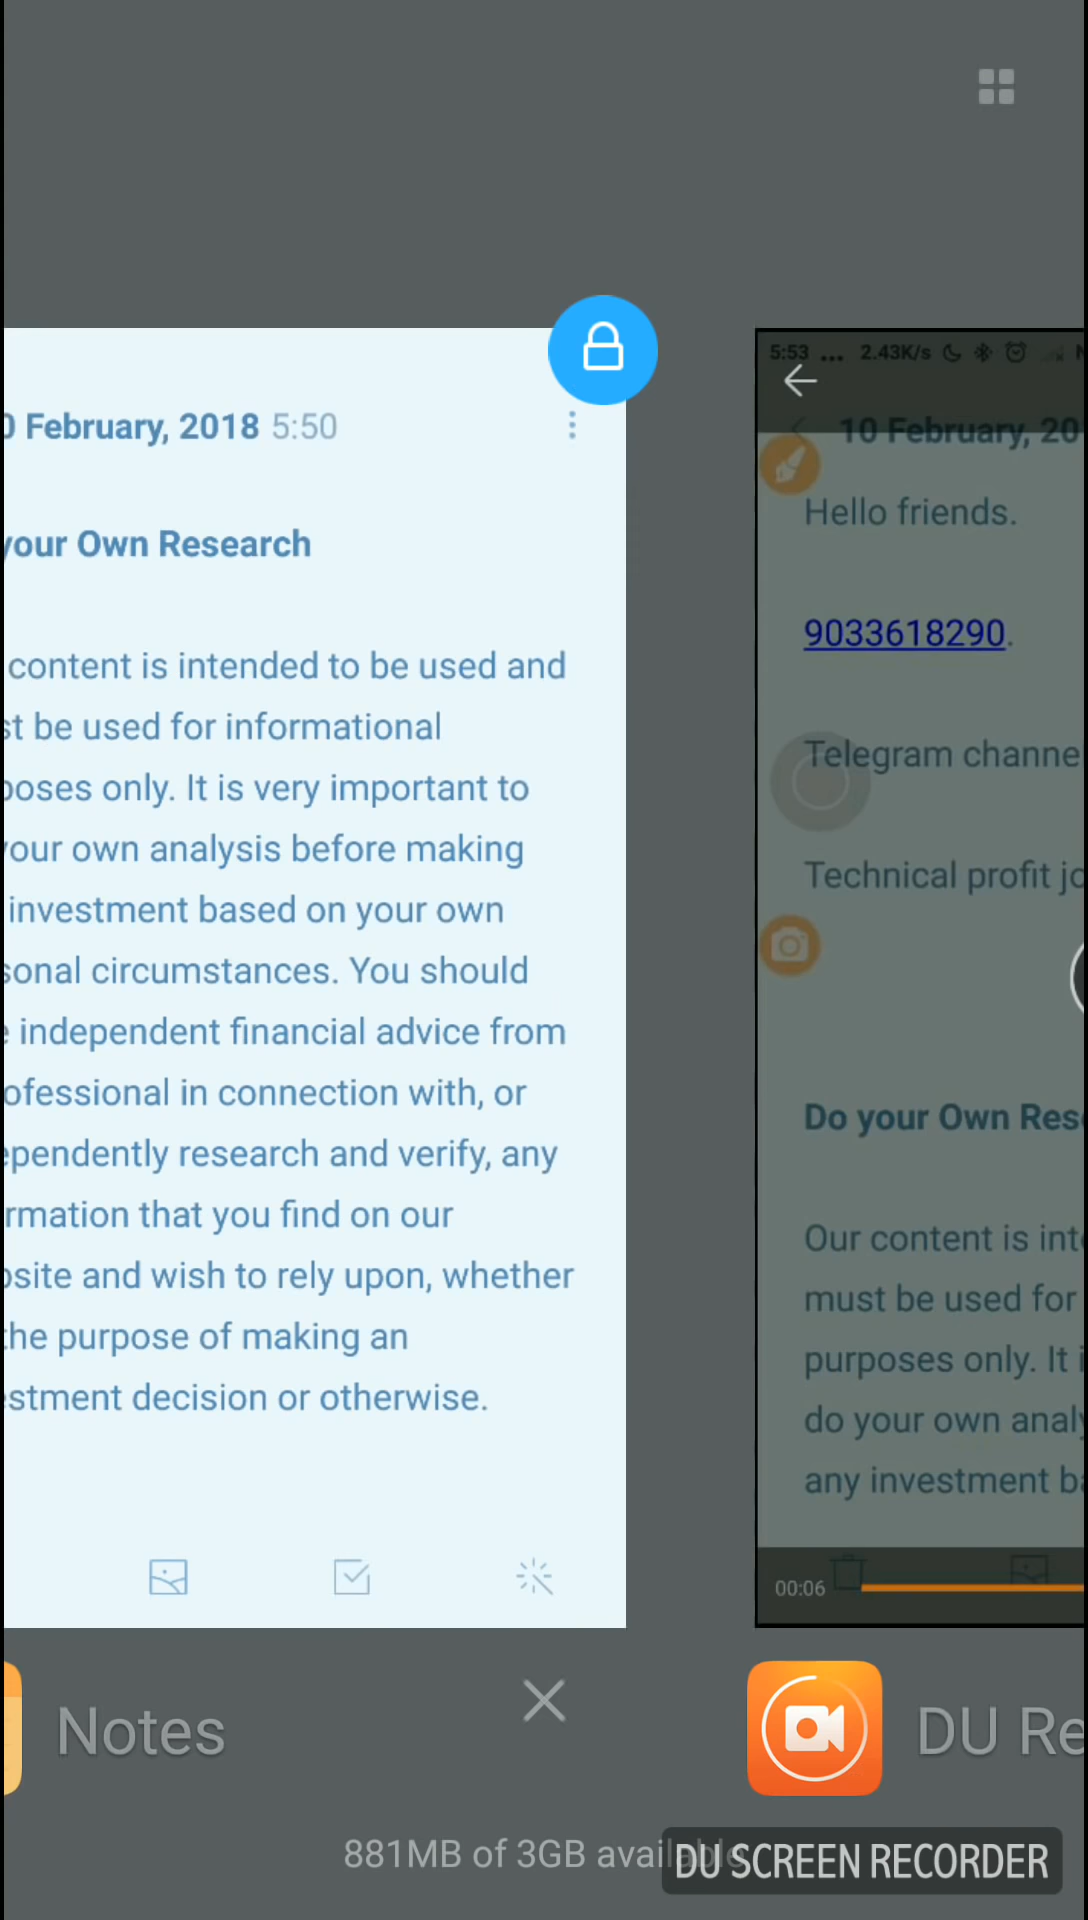 0 February, 2018 5:50
your Own Research
content is intended to be used and
st be used for informational
poses only. It is very important to
our own analysis before making
investment based on your own
sonal circumstances. You should
e independent financial advice from
ofessional in connection with, or
ependently research and verify, any
rmation that you find on our
osite and wish to rely upon, whether
the purpose of making an
estment decision or otherwise.
Notes
5:53 ... 2.43K/s
10 February, 20
Hello friends.
9033618290.
Telegram channe
Technical profit jo
Do your Own Res
Our content is int
must be used for
purposes only. It i
do your own analy
any investment ba
00:06
DU Re
881MB of 3GB available
DU SCREEN RECORDER